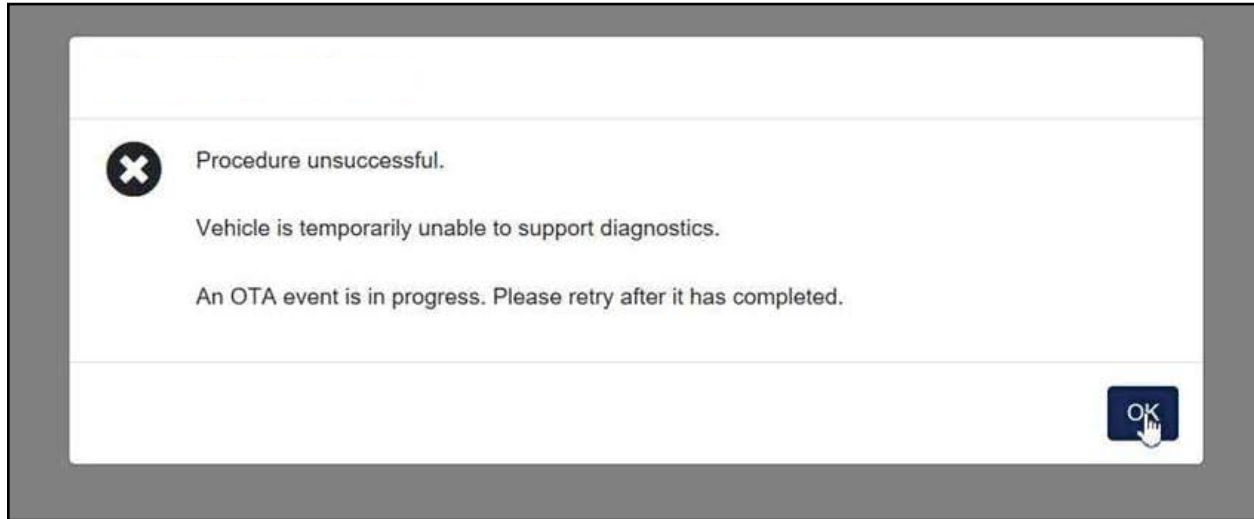 Procedure unsuccessful.
Vehicle is temporarily unable to support diagnostics.
An OTA event is in progress. Please retry after it has completed.
OK